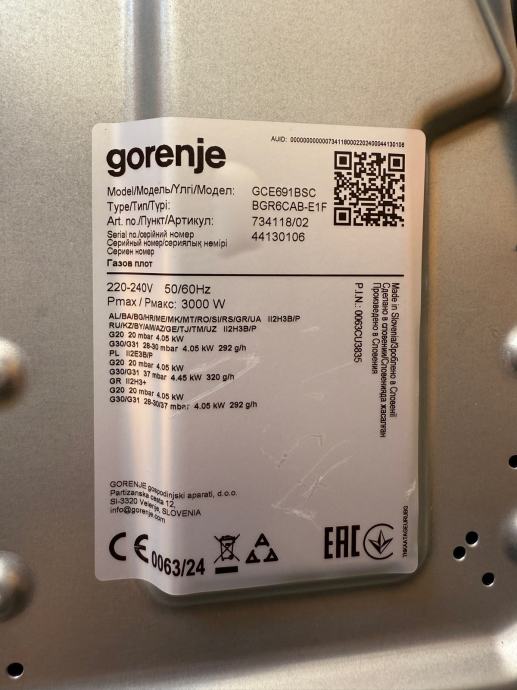 AUID: 0000000000007341180002202400044130106
gorenje
Model/Модель/Үлгі/Модел: GCE691BSC
Type/Тип/Түрі: BGR6CAB-E1F
Art. no./Пункт/Артикул: 734118/02
Serial no./серійний номер
Серийный номер/сериялық нөмірі 44130106
Сериен номер
Газов плот
220-240V 50/60Hz
Pmax / Рмакс: 3000 W
AL/BA/BG/HR/ME/MK/MT/RO/SI/RS/GR/UA II2H3B/P
RU/KZ/BY/AM/AZ/GE/TJ/TM/UZ II2H3B/P
G20 20 mbar 4.05 kW
G30/G31 28-30 mbar 4.05 kW 292 g/h
PL II2E3B/P
G20 20 mbar 4.05 kW
G30/G31 37 mbar 4.45 kW 320 g/h
GR II2H3+
G20 20 mbar 4.05 kW
G30/G31 28-30/37 mbar 4.05 kW 292 g/h
Made in Slovenia/Зроблено в Словенії
Сделано в словении/Словенияда жасалған
Произведено в Словения
P.I.N.: 0063CU3835
GORENJE gospodinjski aparati, d.o.o.
Partizanska cesta 12,
SI-3320 Velenje, SLOVENIA
info@gorenje.com
CE 0063/24
EAC